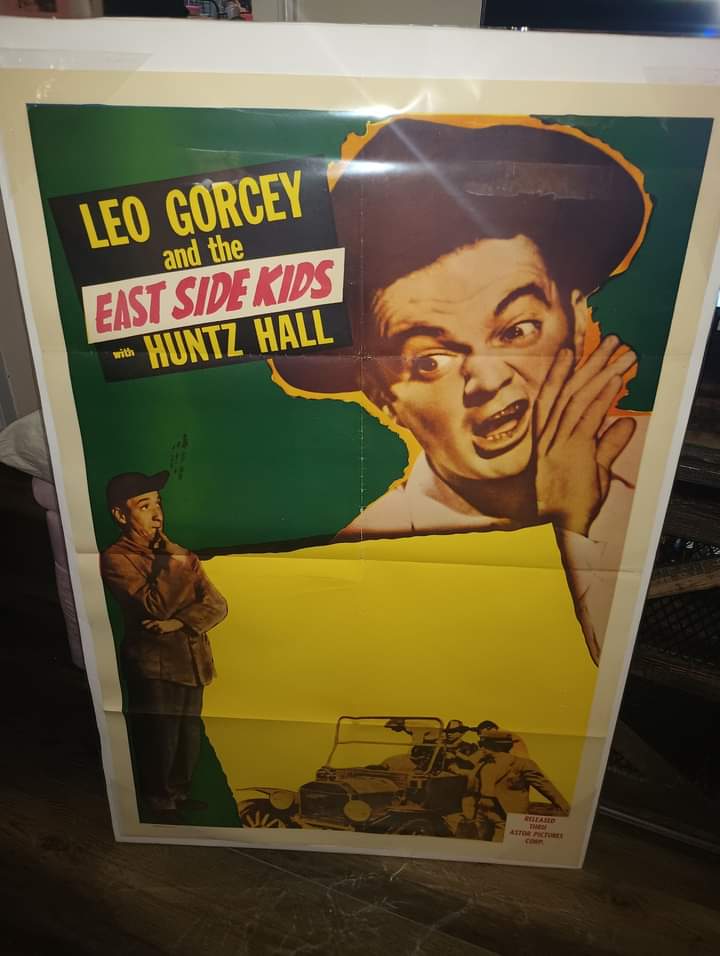 LEO GORCEY
and the
EAST SIDE KIDS
with HUNTZ HALL
RELEASED
THRU
ASTOR PICTURES
CORP.